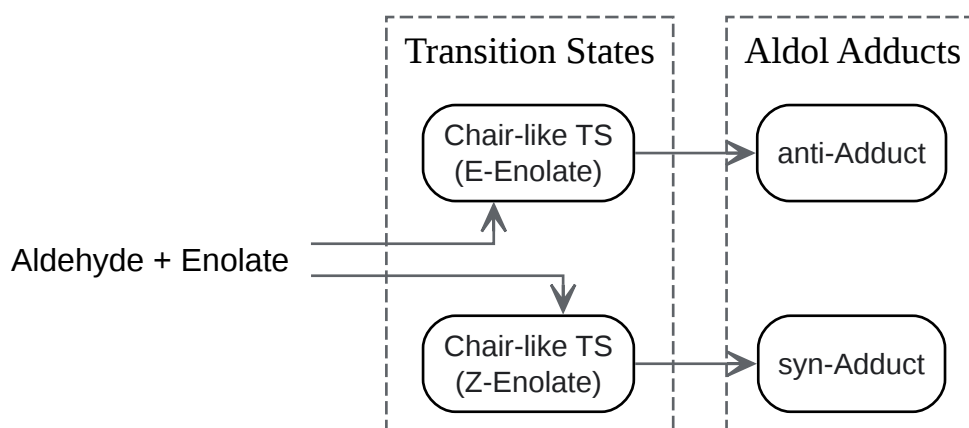 Transition States
Aldol Adducts
Chair-like TS
(E-Enolate)
anti-Adduct
Aldehyde + Enolate
Chair-like TS
(Z-Enolate)
syn-Adduct